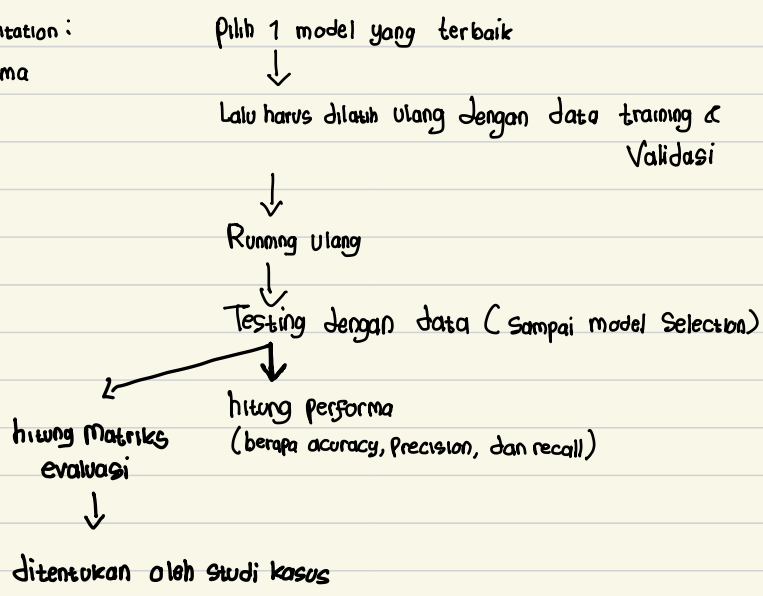 tation :
ma
Pilih 1 model yang terbaik
Lalu harus dilatih ulang dengan data training &
Validasi
Running ulang
Testing dengan data (sampai model Selection)
hitung performa
(berapa acuracy, Precision, dan recall)
hitung Matriks
evaluasi
ditentukan oleh studi kasus